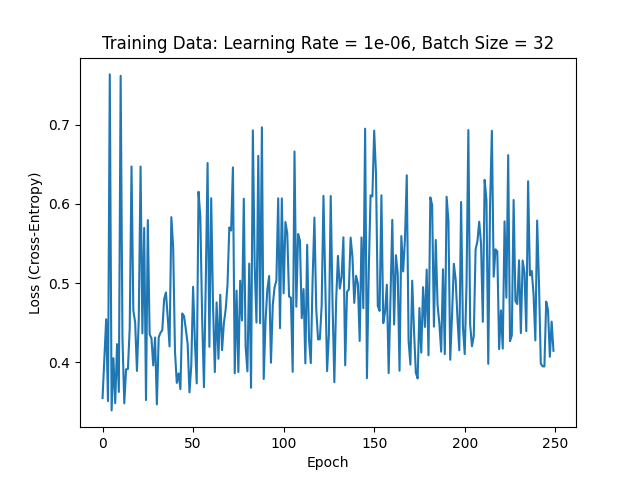 Training Data: Learning Rate = 1e-06, Batch Size = 32
0.7
0.6
0.5
0.4
Loss (Cross-Entropy)
0 50 100 150 200 250
Epoch